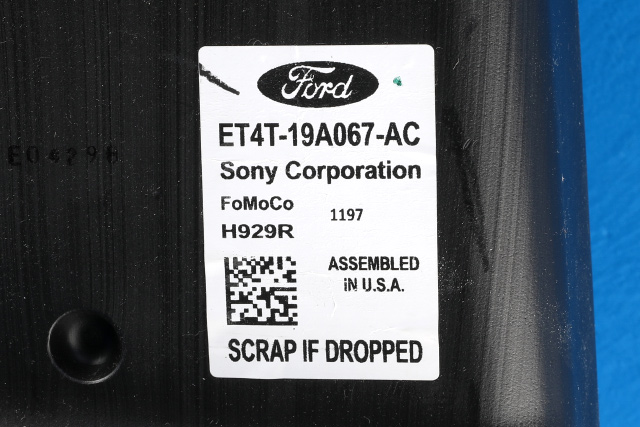 Ford
ET4T-19A067-AC
Sony Corporation
FoMoCo
1197
H929R
ASSEMBLED
IN U.S.A.
SCRAP IF DROPPED